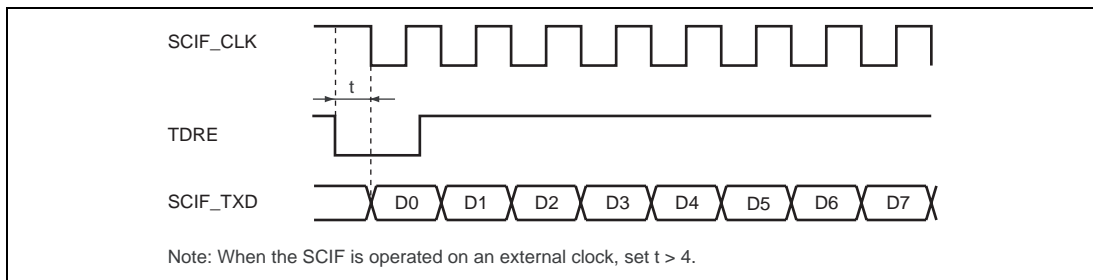 SCIF_CLK
t
TDRE
SCIF_TXD D0 D1 D2 D3 D4 D5 D6 D7
Note: When the SCIF is operated on an external clock, set t > 4.